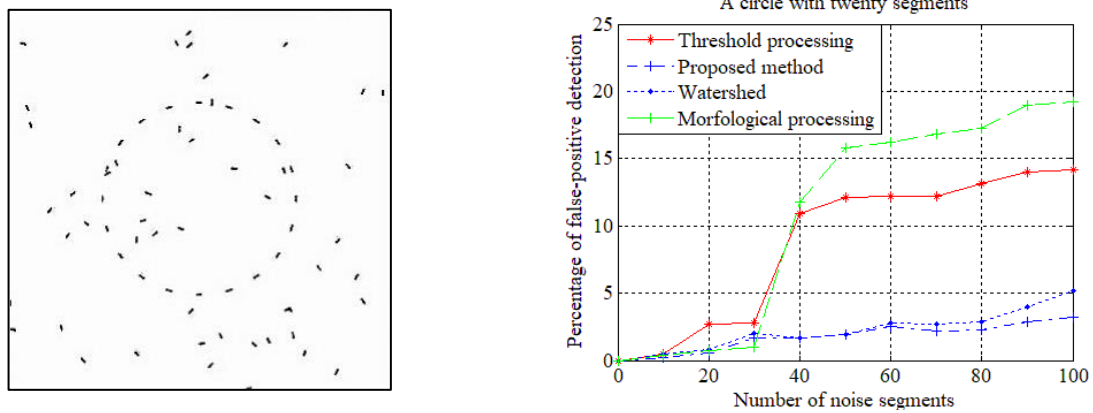 A circle with twenty segments
25
20
15
10
5
0
Percentage of false-positive detection
Threshold processing
Proposed method
Watershed
Morfological processing
0 20 40 60 80 100
Number of noise segments